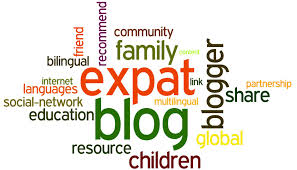 community
recommend
friend
family
bilingual
connect
internet
expat
link
blogger
partnership
languages
multilingual
social-network
share
education
blog
global
resource
children